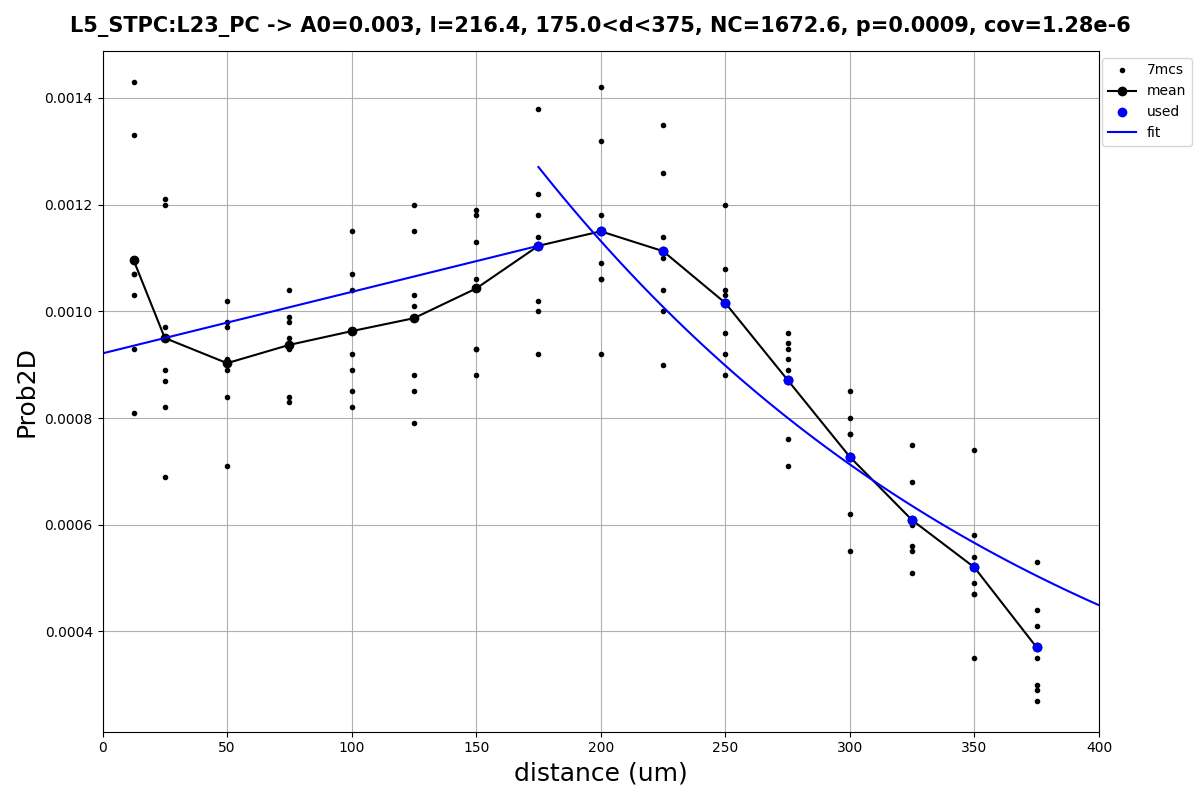 L5_STPC:L23_PC -> A0=0.003, l=216.4, 175.0<d<375, NC=1672.6, p=0.0009, cov=1.28e-6
7mcs
mean
used
fit
Prob2D
0.0014
0.0012
0.0010
0.0008
0.0006
0.0004
0 50 100 150 200 250 300 350 400
distance (um)